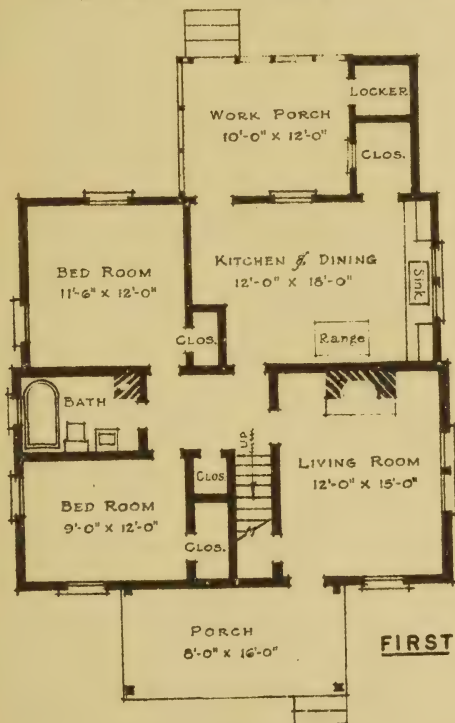 LOCKER
WORK PORCH
10'-0" X 12'-0"
CLOS.
BED ROOM
11'-6" X 12'-0"
KITCHEN & DINING
12'-0" X 18'-0"
Sink
CLOS.
Range
BATH
UP
LIVING ROOM
12'-0" X 15'-0"
CLOS.
BED ROOM
9'-0" X 12'-0"
CLOS.
PORCH
8'-0" X 16'-0"
FIRST